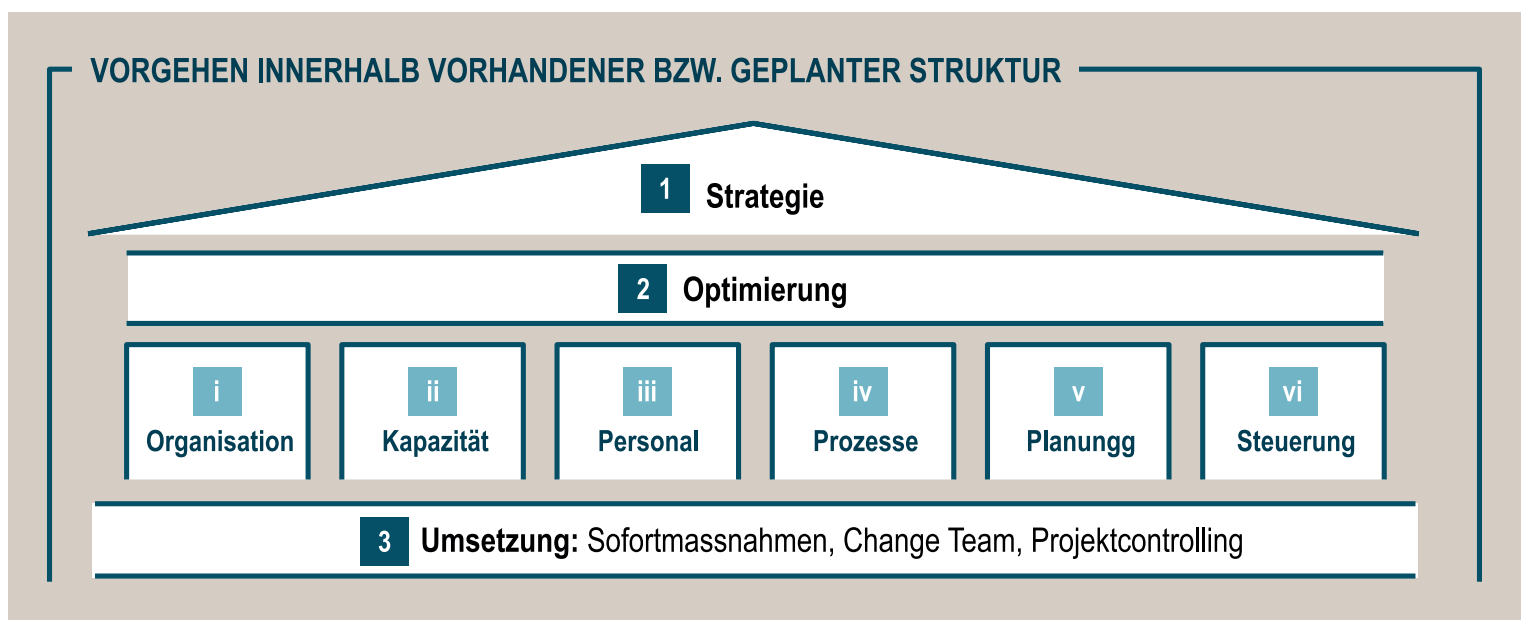 VORGEHEN INNERHALB VORHANDENER BZW. GEPLANTER STRUKTUR
1 Strategie
2 Optimierung
i
Organisation
ii
Kapazität
iii
Personal
iv
Prozesse
v
Planungg
vi
Steuerung
3 Umsetzung: Sofortmassnahmen, Change Team, Projektcontrolling